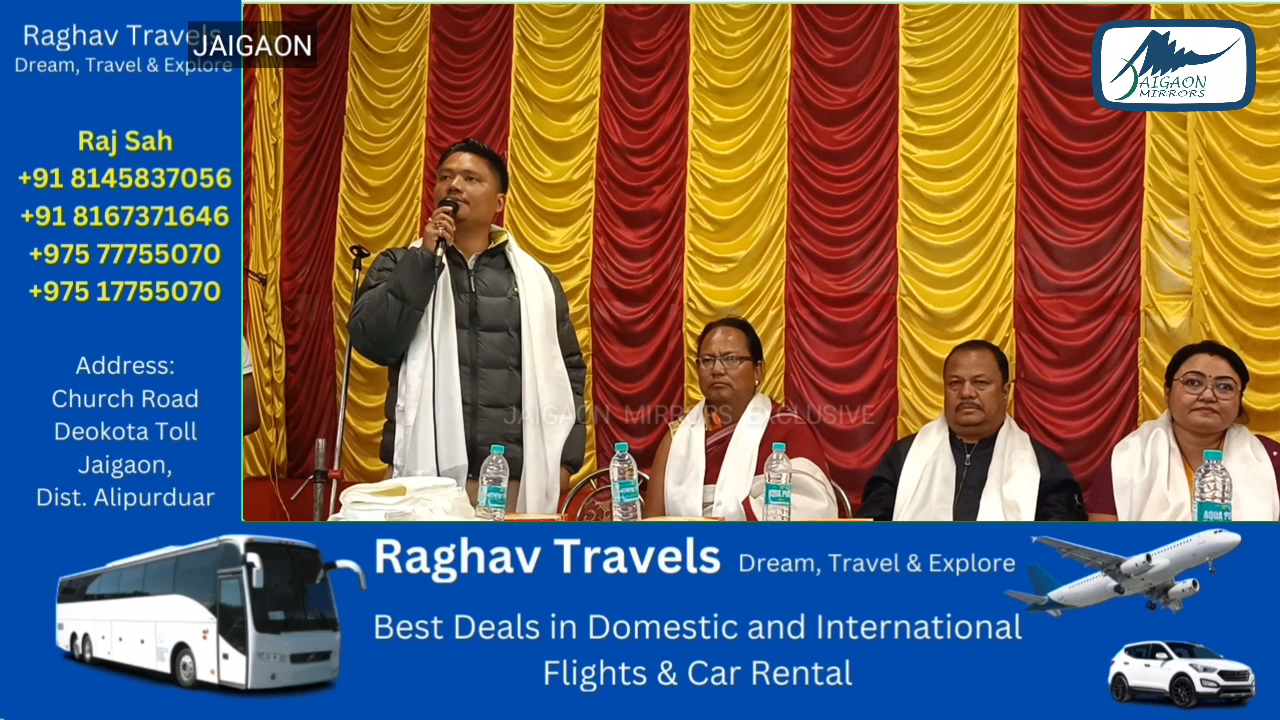 Raghav Travels
Dream, Travel & Explore
JAIGAON
Raj Sah
+91 8145837056
+91 8167371646
+975 77755070
+975 17755070
Address:
Church Road
Deokota Toll
Jaigaon,
Dist. Alipurduar
JAIGAON
MIRRORS
JAIGAON MIRRORS EXCLUSIVE
AQUA
Raghav Travels Dream, Travel & Explore
Best Deals in Domestic and International
Flights & Car Rental